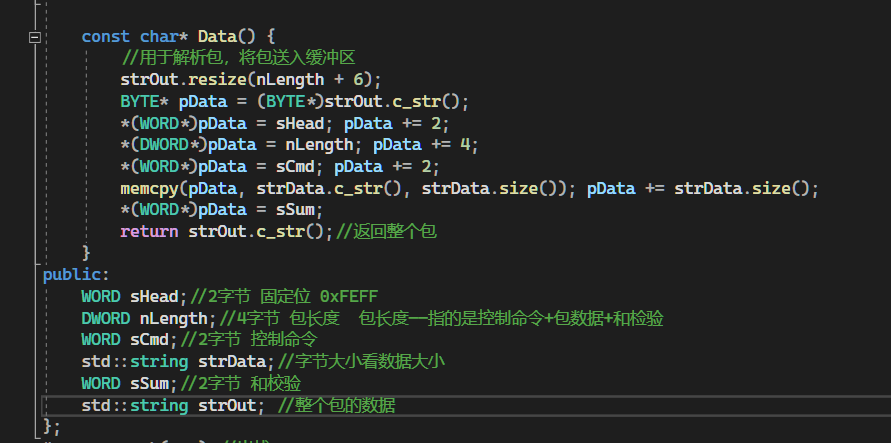 const char* Data() {
//用于解析包，将包送入缓冲区
strOut.resize(nLength + 6);
BYTE* pData = (BYTE*)strOut.c_str();
*(WORD*)pData = sHead; pData += 2;
*(DWORD*)pData = nLength; pData += 4;
*(WORD*)pData = sCmd; pData += 2;
memcpy(pData, strData.c_str(), strData.size()); pData += strData.size();
*(WORD*)pData = sSum;
return strOut.c_str();//返回整个包
}
public:
WORD sHead;//2字节 固定位 0xFEFF
DWORD nLength;//4字节 包长度  包长度——指的是控制命令+包数据+和检验
WORD sCmd;//2字节 控制命令
std::string strData;//字节大小看数据大小
WORD sSum;//2字节 和校验
std::string strOut; //整个包的数据
};